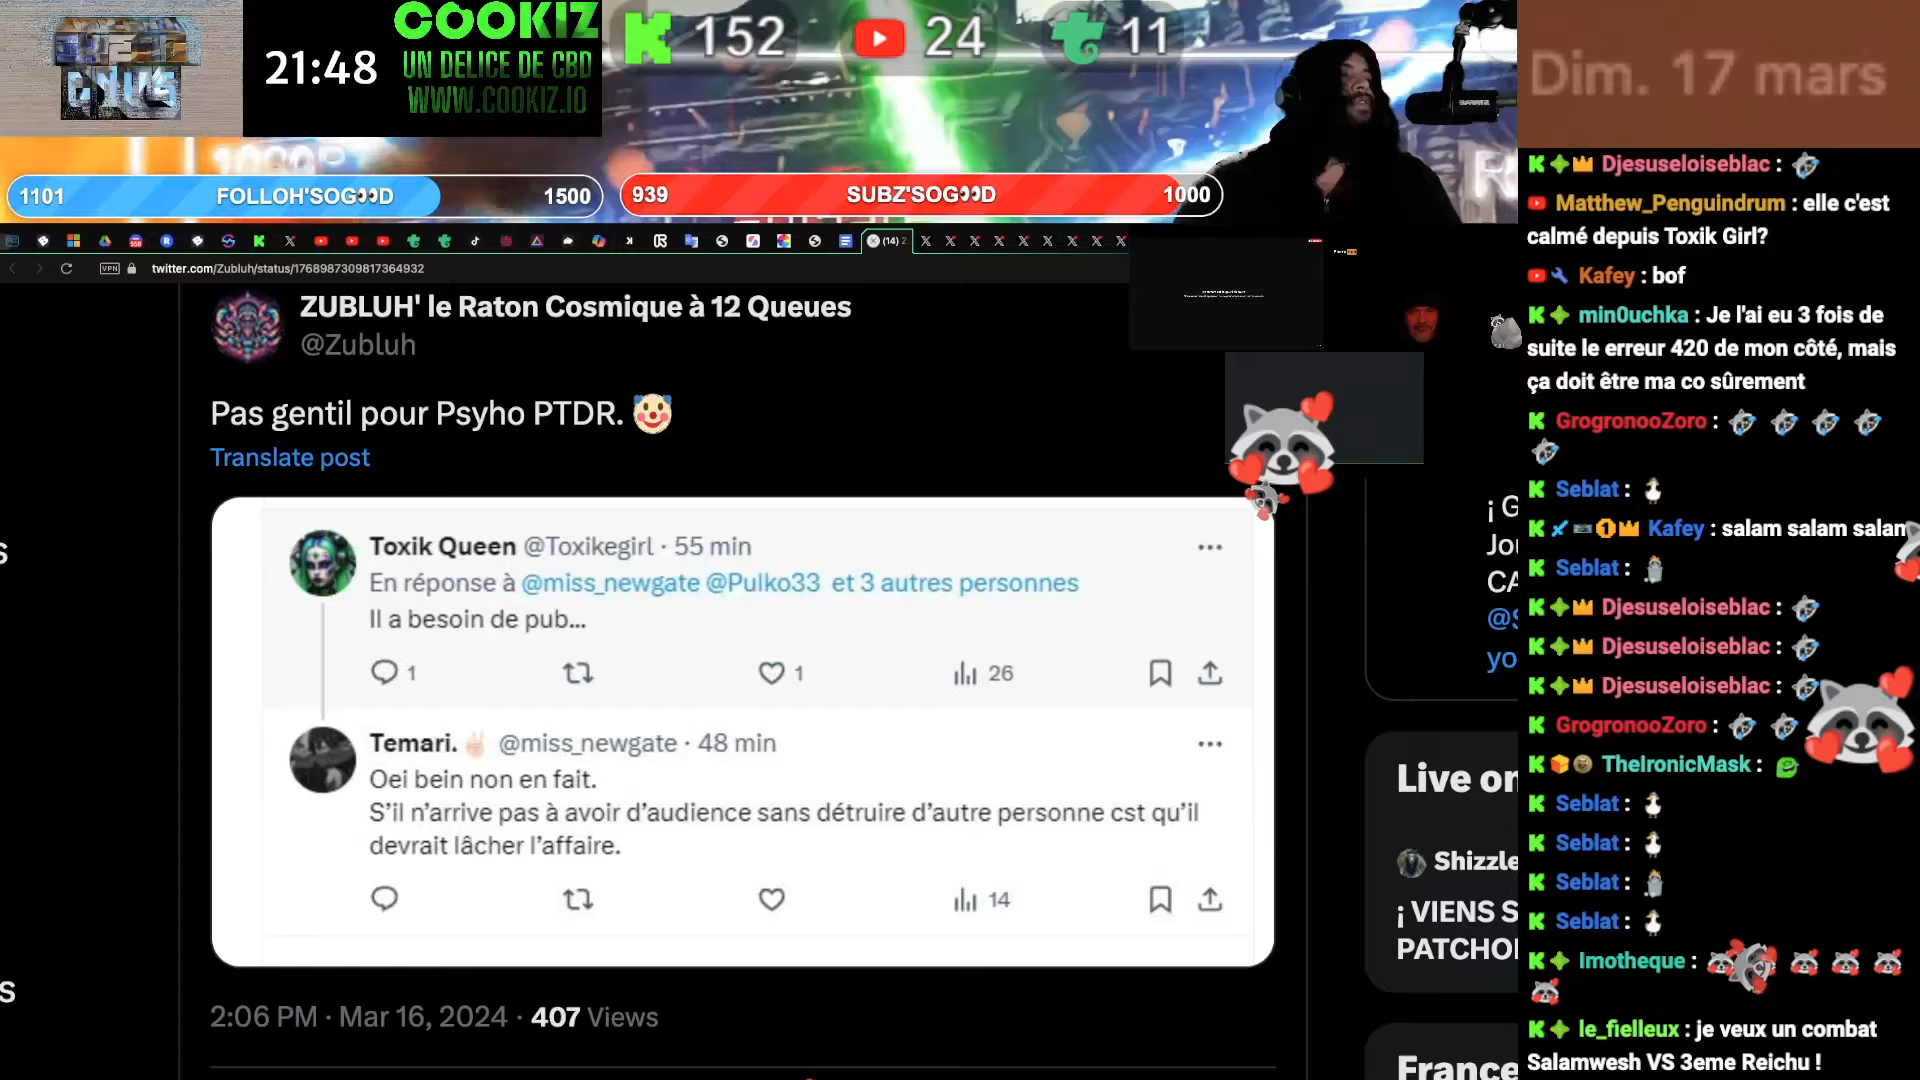 21:48
COOKIZ
UN DELICE DE CBD
WWW.COOKIZ.IO
152
24
11
Dim. 17 mars
1101 FOLLOH'SOG👀D 1500
939 SUBZ'SOG👀D 1000
(14)
VPN twitter.com/Zubluh/status/1768987309817364932
ZUBLUH' le Raton Cosmique à 12 Queues
@Zubluh
Pas gentil pour Psyho PTDR. 🤡
Translate post
Toxik Queen @Toxikegirl · 55 min
En réponse à @miss_newgate @Pulko33 et 3 autres personnes
Il a besoin de pub...
1 1 26
Temari.✌🏻 @miss_newgate · 48 min
Oei bein non en fait.
S'il n'arrive pas à avoir d'audience sans détruire d'autre personne cst qu'il
devrait lâcher l'affaire.
14
2:06 PM · Mar 16, 2024 · 407 Views
¡ G
Jou
CA
@S
yo
Live on
Shizzle
¡ VIENS S
PATCHO
France
Djesuseloiseblac :
Matthew_Penguindrum : elle c'est
calmé depuis Toxik Girl?
Kafey : bof
min0uchka : Je l'ai eu 3 fois de
suite le erreur 420 de mon côté, mais
ça doit être ma co sûrement
GrogronooZoro :
Seblat :
Kafey : salam salam salam
Seblat :
Djesuseloiseblac :
Djesuseloiseblac :
Djesuseloiseblac :
GrogronooZoro :
TheIronicMask :
Seblat :
Seblat :
Seblat :
Seblat :
Imotheque :
le_fielleux : je veux un combat
Salamwesh VS 3eme Reichu !